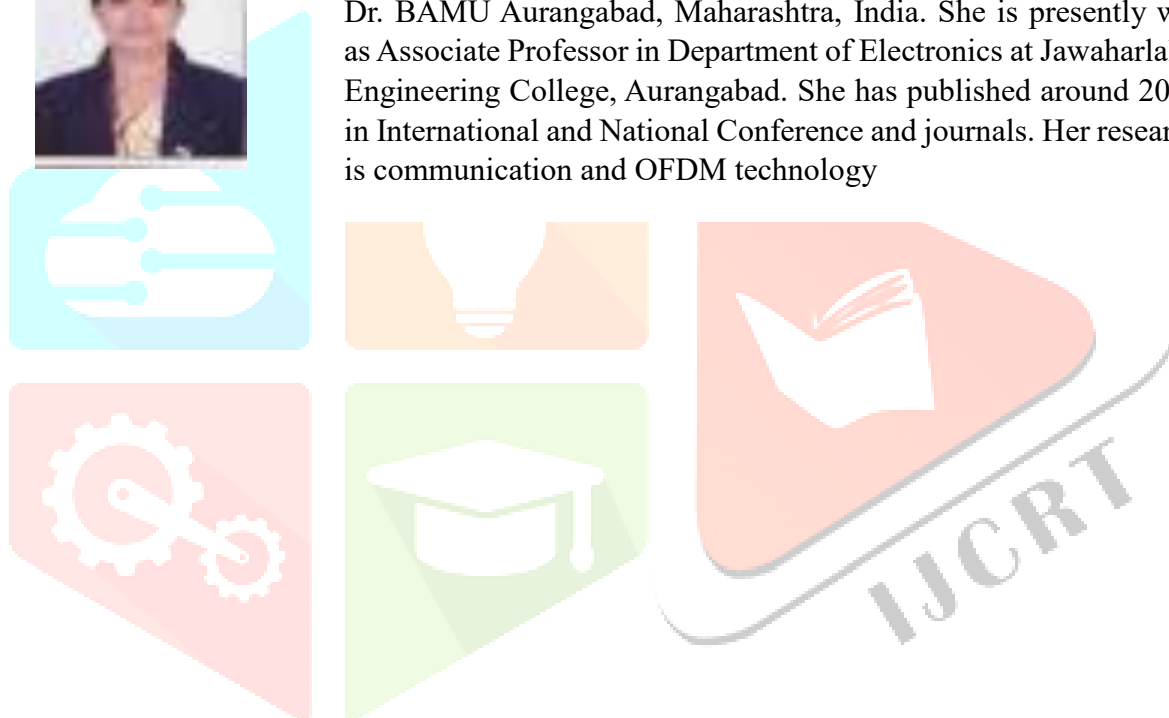 Dr. BAMU Aurangabad, Maharashtra, India. She is presently
as Associate Professor in Department of Electronics at
Engineering College, Aurangabad. She has published around 20
in International and National Conference and journals. Her
is communication and OFDM technology
IJCRT